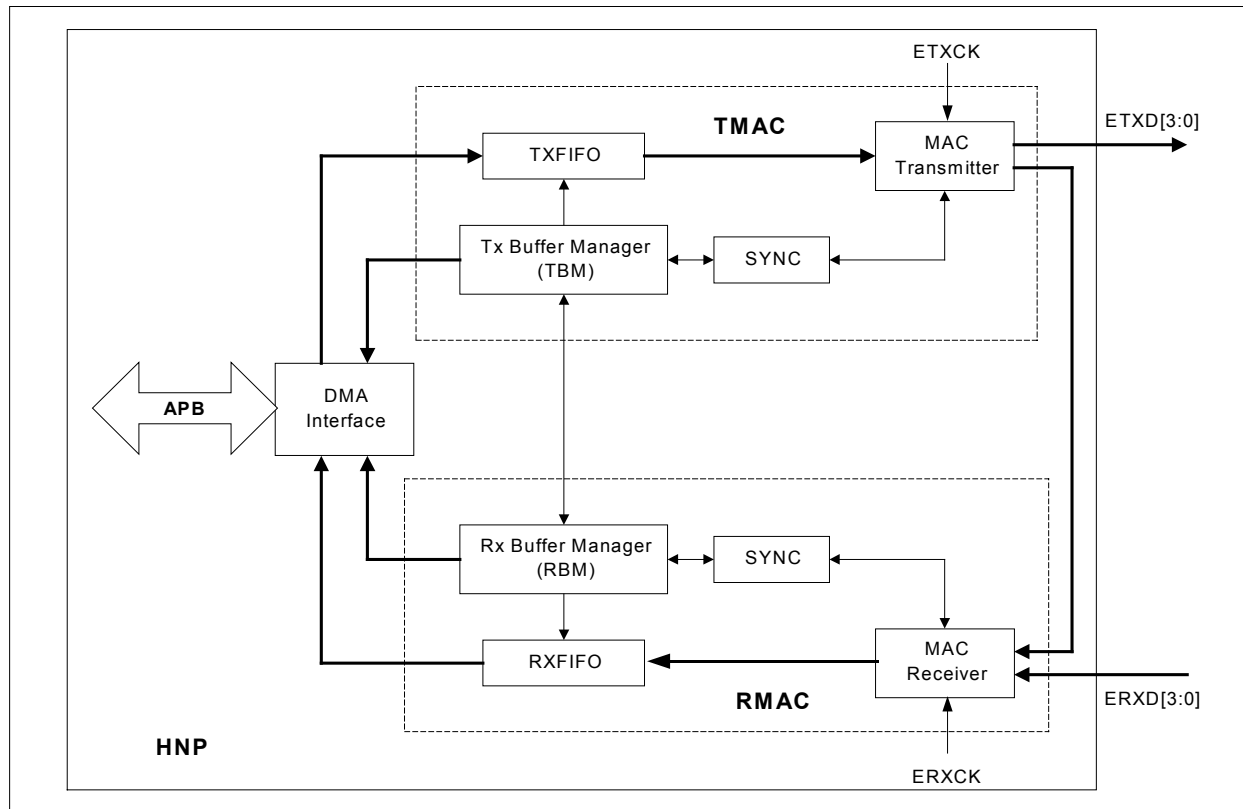 ETXCK
TMAC
ETXD[3:0]
TXFIFO
MAC
Transmitter
Tx Buffer Manager
(TBM)
SYNC
DMA
Interface
APB
Rx Buffer Manager
(RBM)
SYNC
RXFIFO
MAC
Receiver
RMAC
ERXD[3:0]
HNP
ERXCK